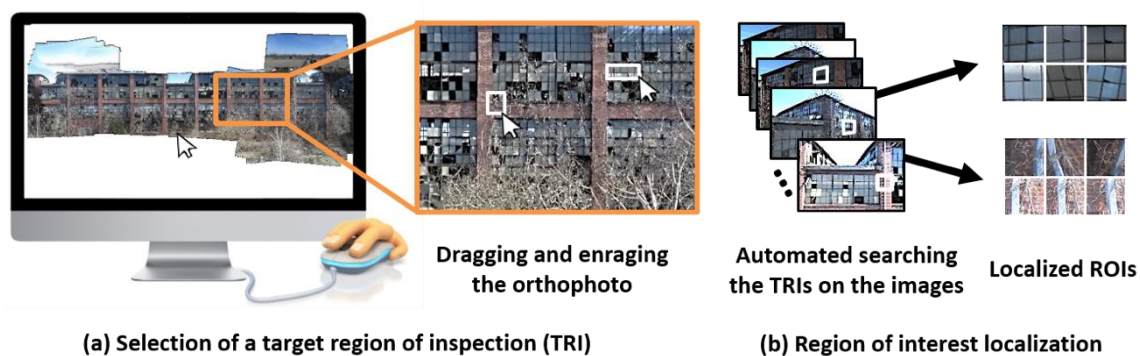 Dragging and enraging
the orthophoto
Automated searching
the TRIs on the images
Localized ROIs
(a) Selection of a target region of inspection (TRI)
(b) Region of interest localization